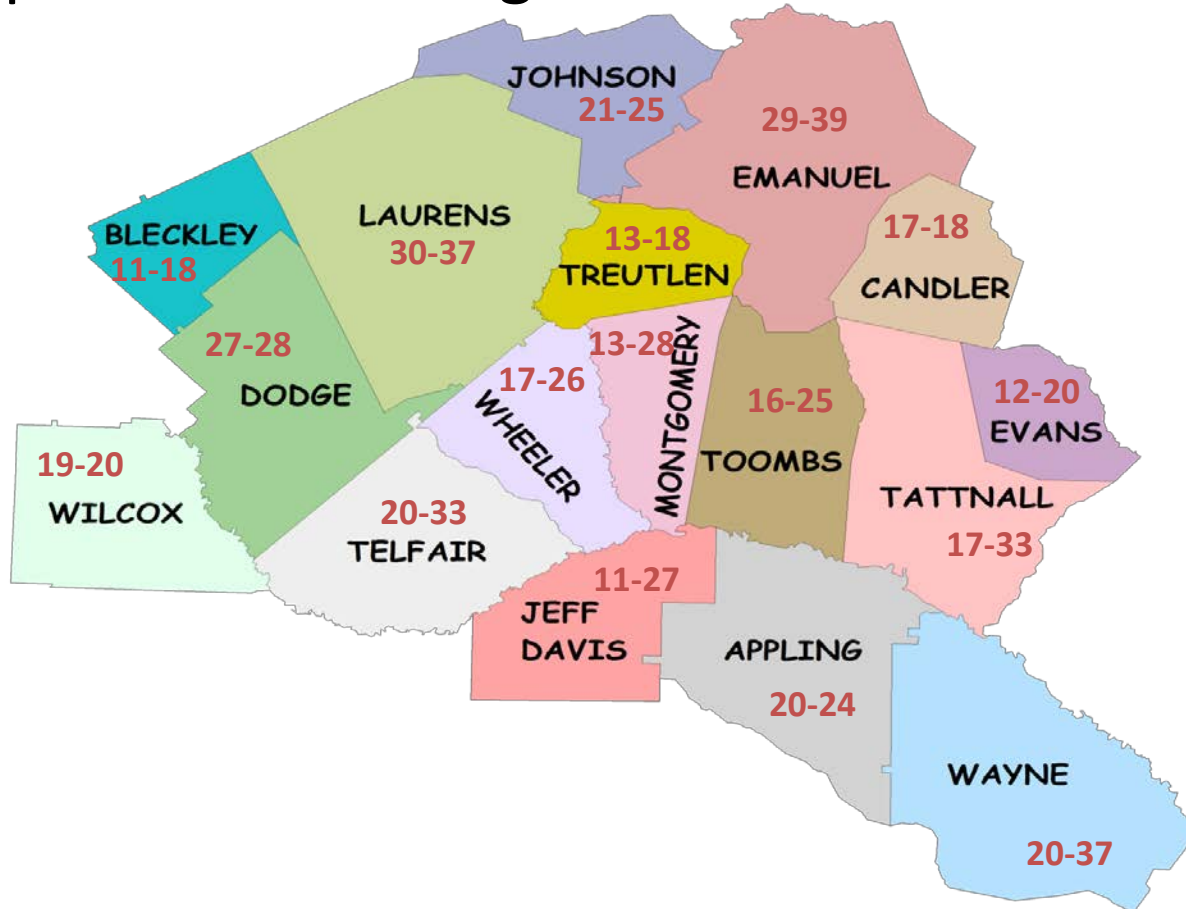 JOHNSON
21-25
29-39
EMANUEL
LAURENS
30-37
BLECKLEY
11-18
13-18
TREUTLEN
17-18
CANDLER
27-28
DODGE
17-26
WHEELER
13-28
MONTGOMERY
16-25
TOOMBS
12-20
EVANS
19-20
WILCOX
20-33
TELFAIR
TATTNALL
17-33
11-27
JEFF
DAVIS
APPLING
20-24
WAYNE
20-37